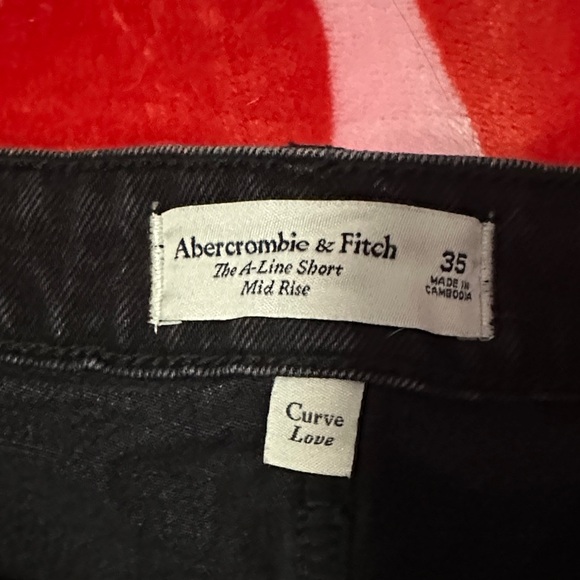 Abercrombie & Fitch
The A-Line Short
Mid Rise
35
MADE IN
CAMBODIA
Curve
Love